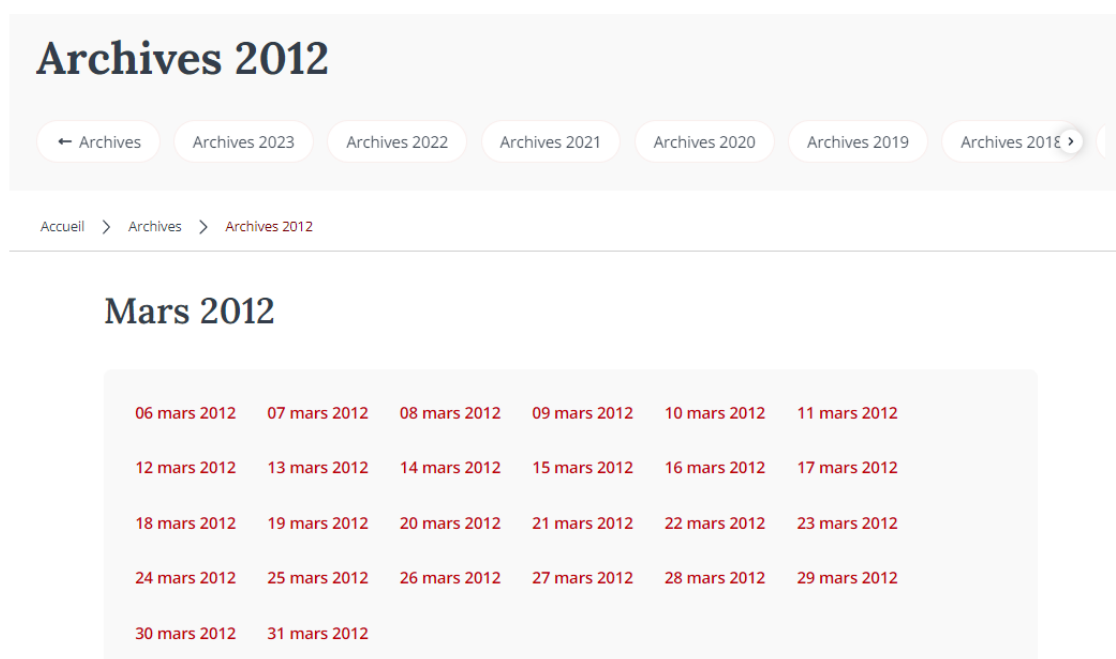 Archives 2012
← Archives Archives 2023 Archives 2022 Archives 2021 Archives 2020 Archives 2019 Archives 2018 >
Accueil > Archives > Archives 2012
Mars 2012
06 mars 2012 07 mars 2012 08 mars 2012 09 mars 2012 10 mars 2012 11 mars 2012
12 mars 2012 13 mars 2012 14 mars 2012 15 mars 2012 16 mars 2012 17 mars 2012
18 mars 2012 19 mars 2012 20 mars 2012 21 mars 2012 22 mars 2012 23 mars 2012
24 mars 2012 25 mars 2012 26 mars 2012 27 mars 2012 28 mars 2012 29 mars 2012
30 mars 2012 31 mars 2012